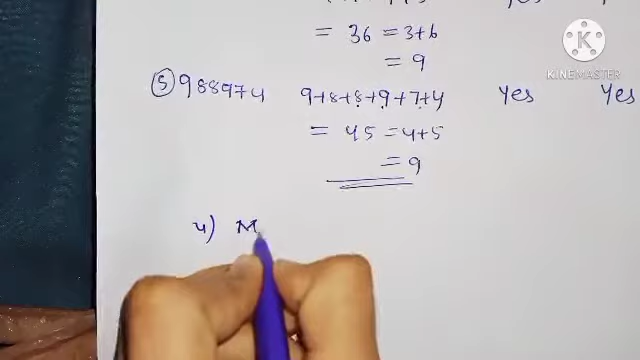 yes
= 36 = 3+6
= 9
KINEMASTER
⑤ 988974 9+8+8+9+7+4 Yes Yes
= 45 = 4+5
= 9
4) M